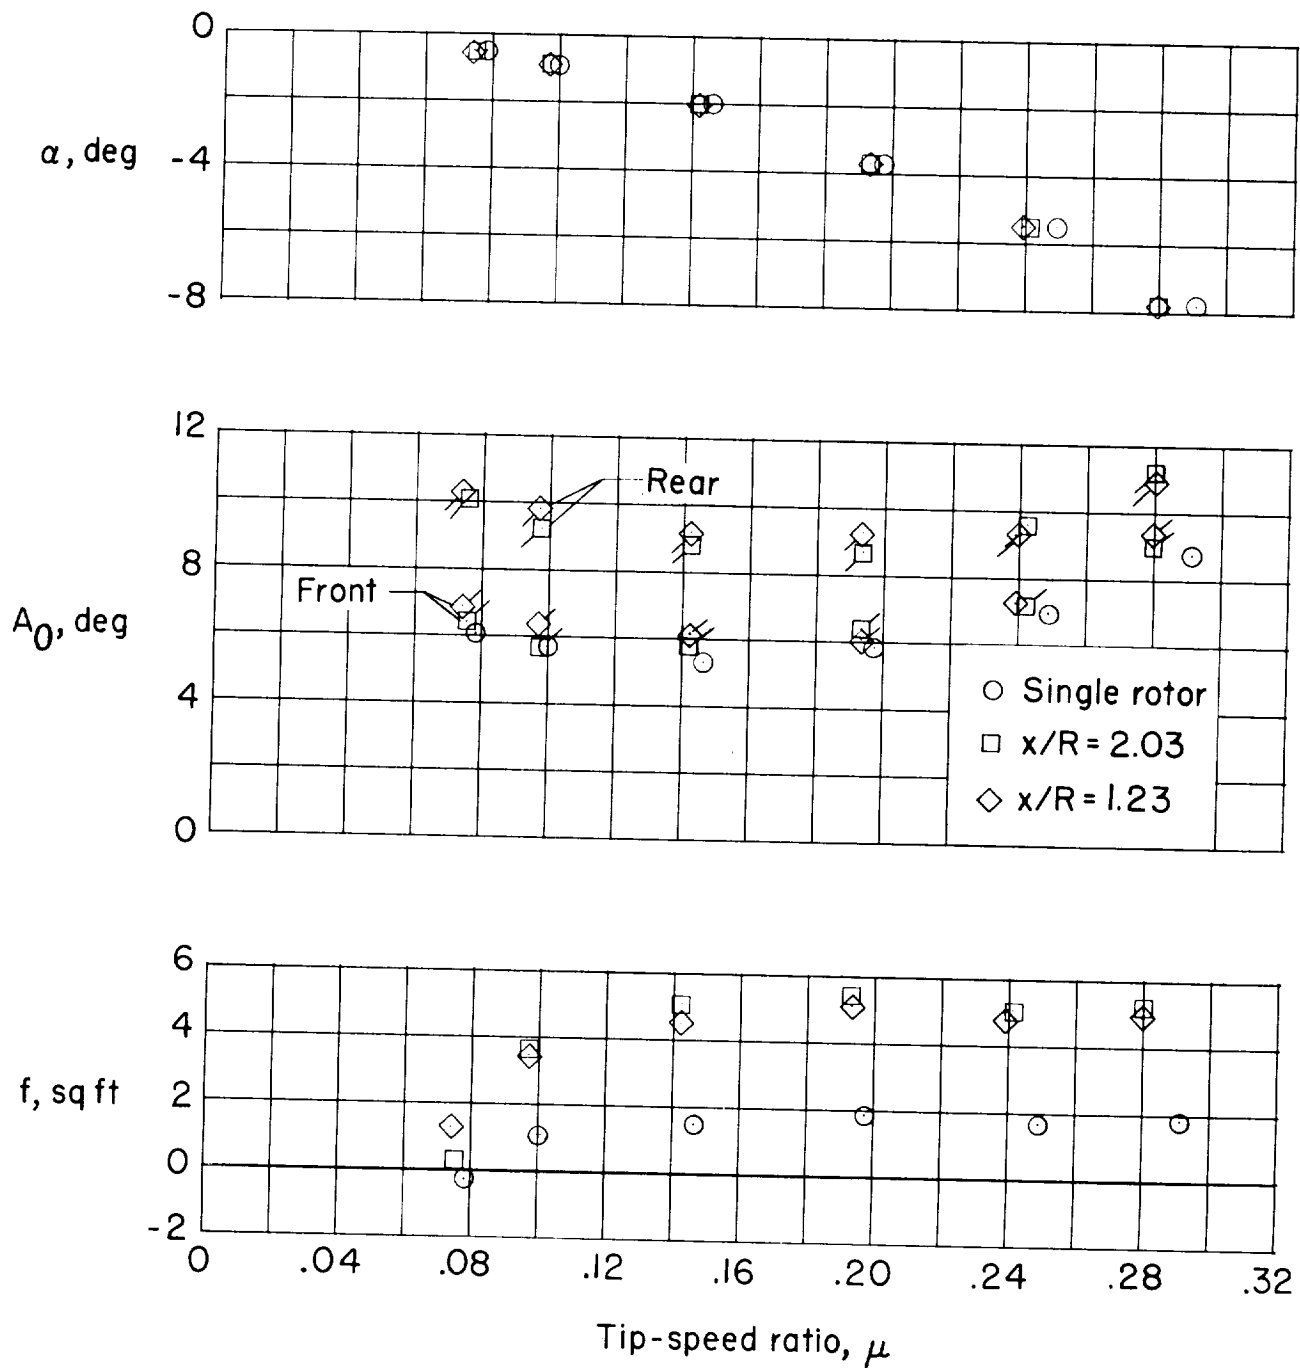 0
α, deg -4
-8
12
Rear
8
Front
A0, deg
4
○ Single rotor
□ x/R = 2.03
◇ x/R = 1.23
0
6
4
f, sq ft
2
0
-2
0 .04 .08 .12 .16 .20 .24 .28 .32
Tip-speed ratio, μ